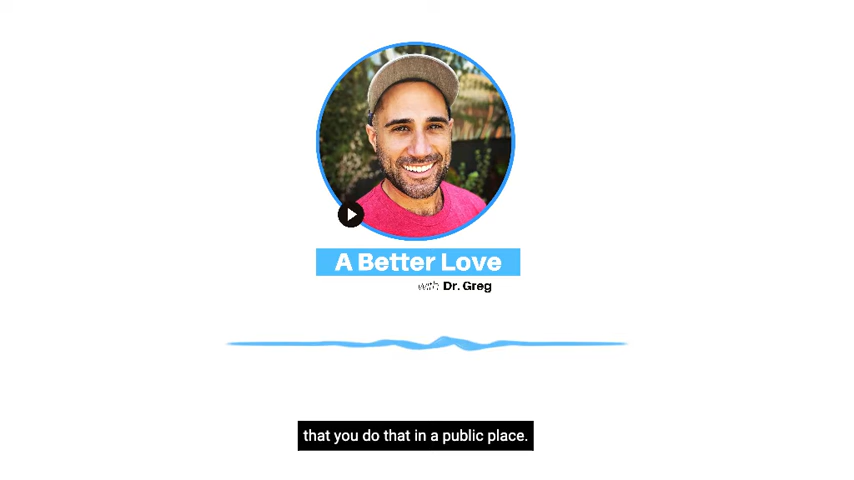 A Better Love
with Dr. Greg
that you do that in a public place.